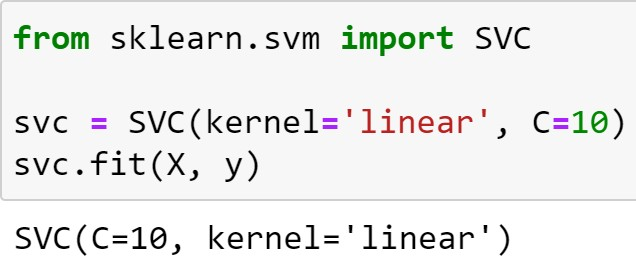 from sklearn.svm import SVC
svc = SVC(kernel='linear', C=10)
svc.fit(X, y)
SVC(C=10, kernel='linear')